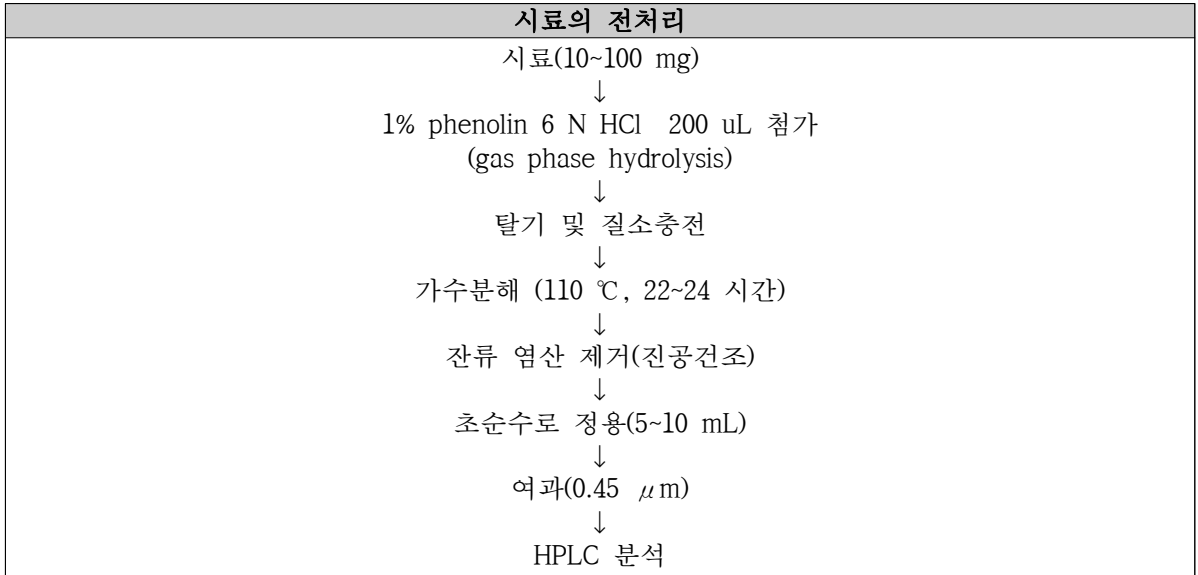 시료의 전처리
시료(10~100 mg)
↓
1% phenolin 6 N HCl 200 uL 첨가
(gas phase hydrolysis)
↓
탈기 및 질소충전
↓
가수분해 (110 ℃, 22~24 시간)
↓
잔류 염산 제거(진공건조)
↓
초순수로 정용(5~10 mL)
↓
여과(0.45 μm)
↓
HPLC 분석